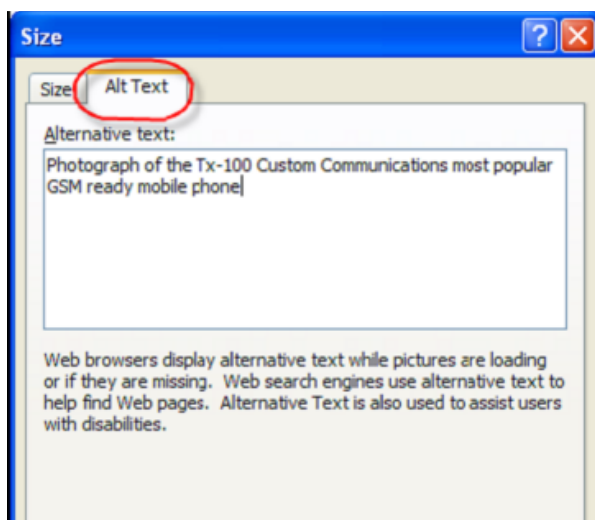 Size
?
Size
Alt Text
Alternative text:
Photograph of the Tx-100 Custom Communications most popular
GSM ready mobile phone
Web browsers display alternative text while pictures are loading
or if they are missing.  Web search engines use alternative text to
help find Web pages.  Alternative Text is also used to assist users
with disabilities.